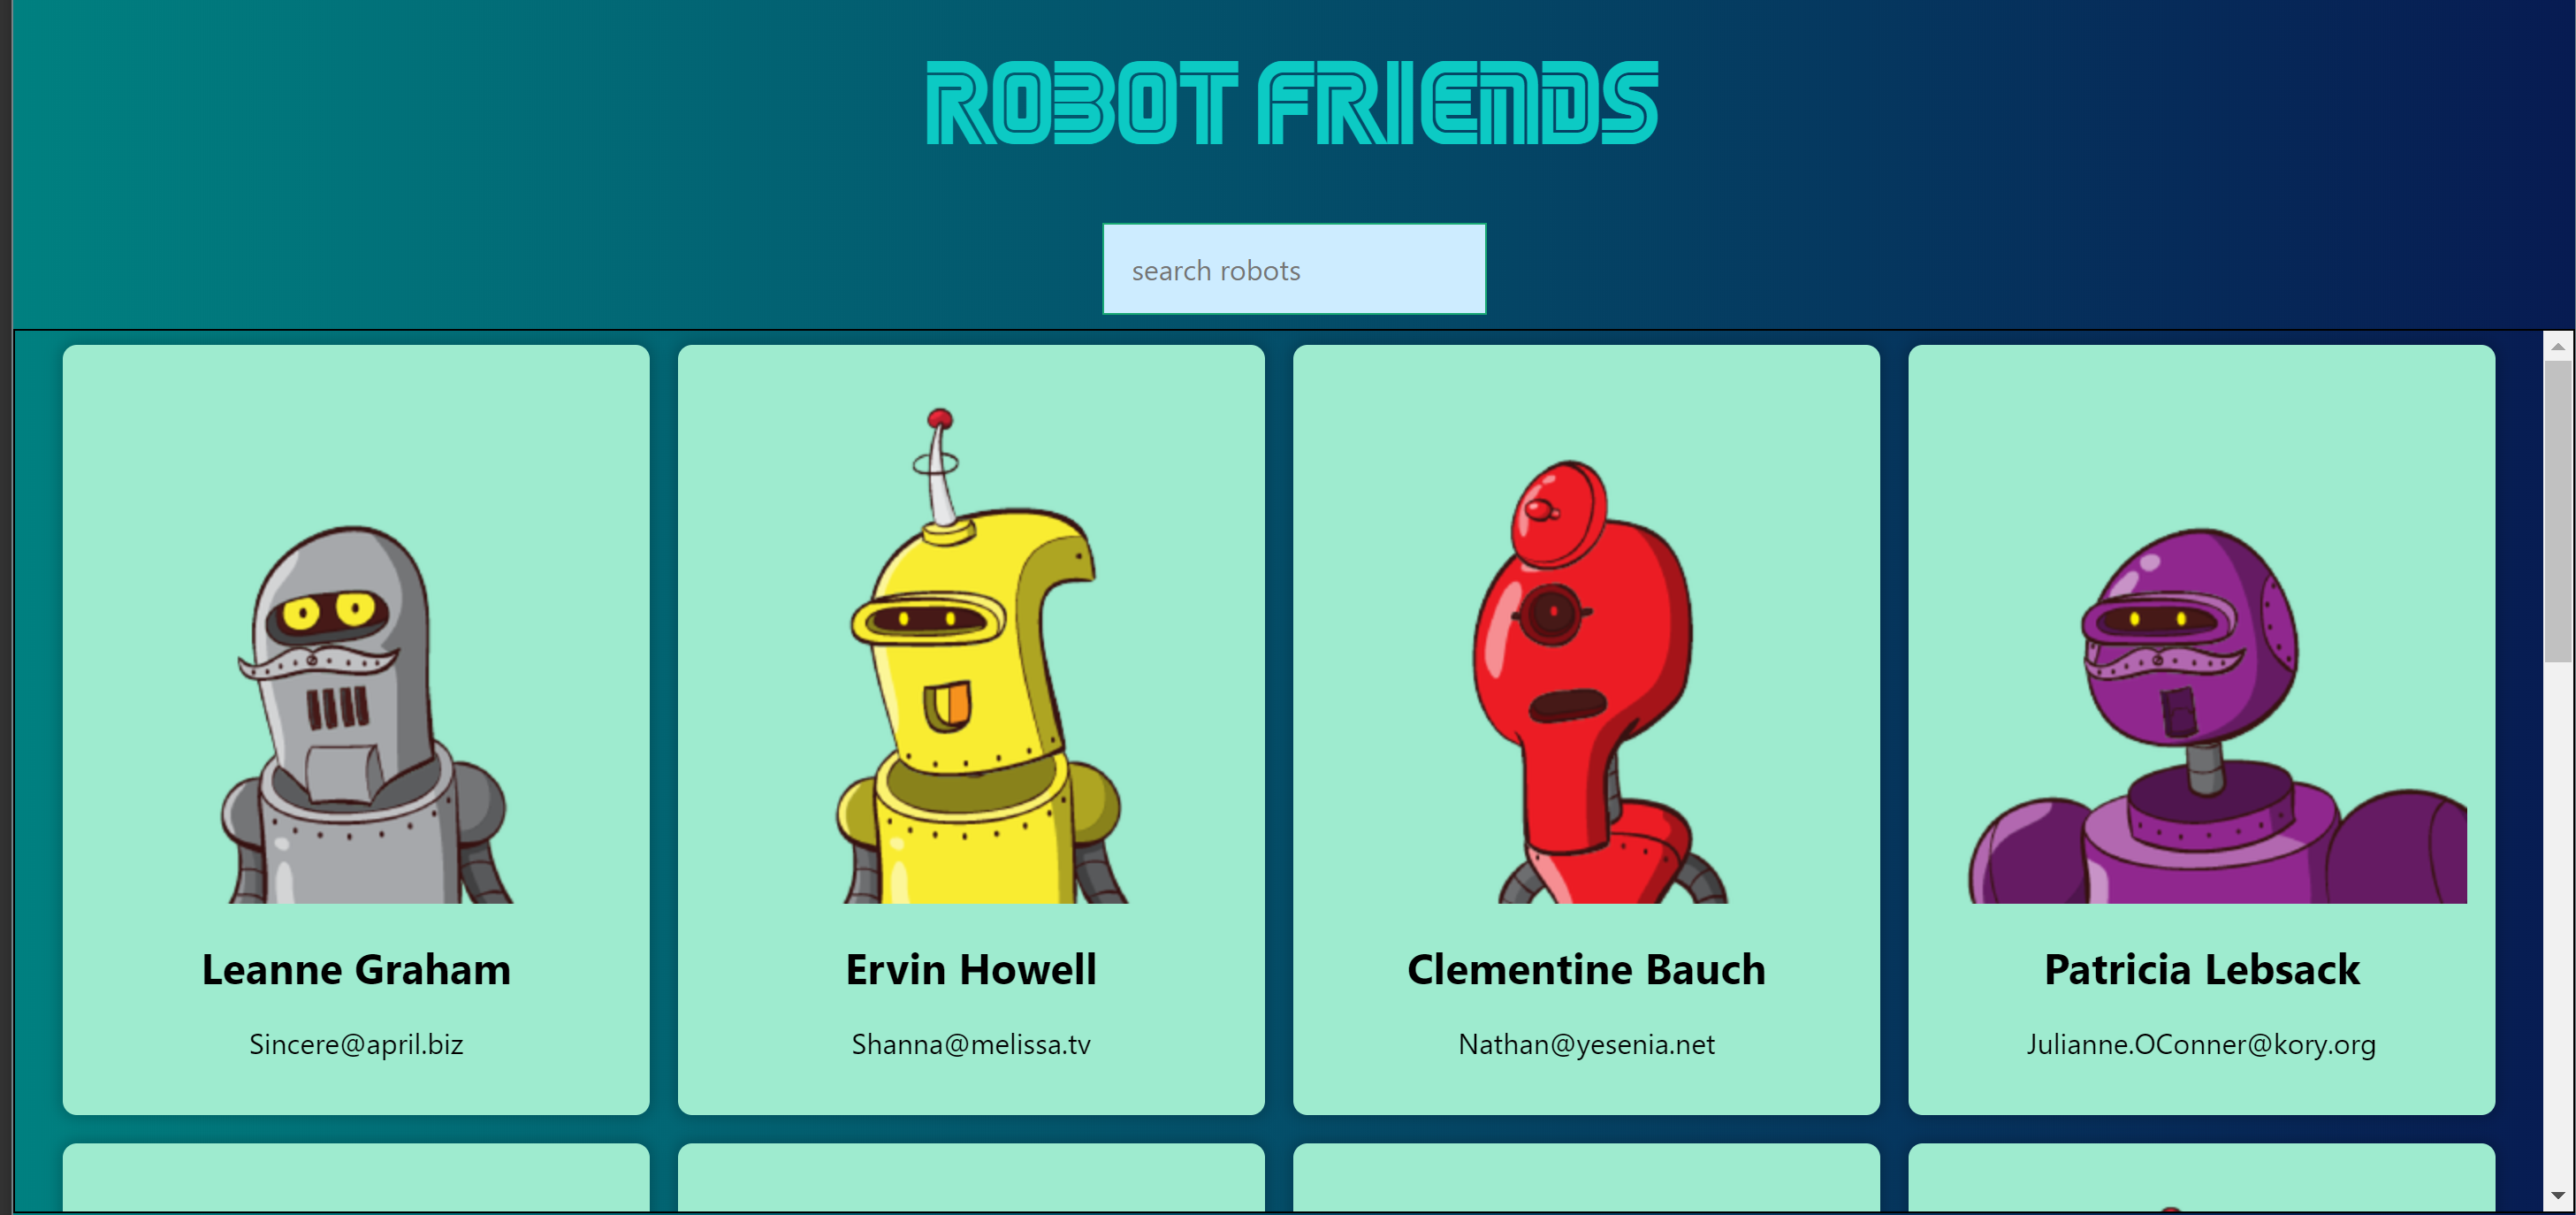 ROBOT FRIENDS
search robots
Leanne Graham
Sincere@april.biz
Ervin Howell
Shanna@melissa.tv
Clementine Bauch
Nathan@yesenia.net
Patricia Lebsack
Julianne.OConner@kory.org